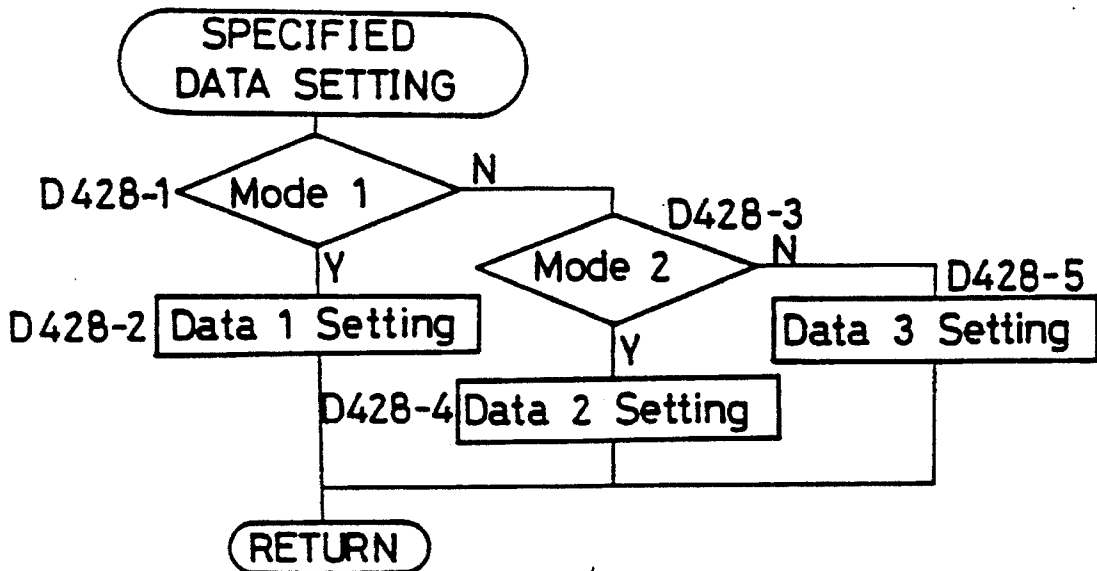 SPECIFIED
DATA SETTING
D428-1
Mode 1
N
D428-3
Y
Mode 2
N
D428-5
D428-2
Data 1 Setting
Data 3 Setting
Y
D428-4
Data 2 Setting
RETURN